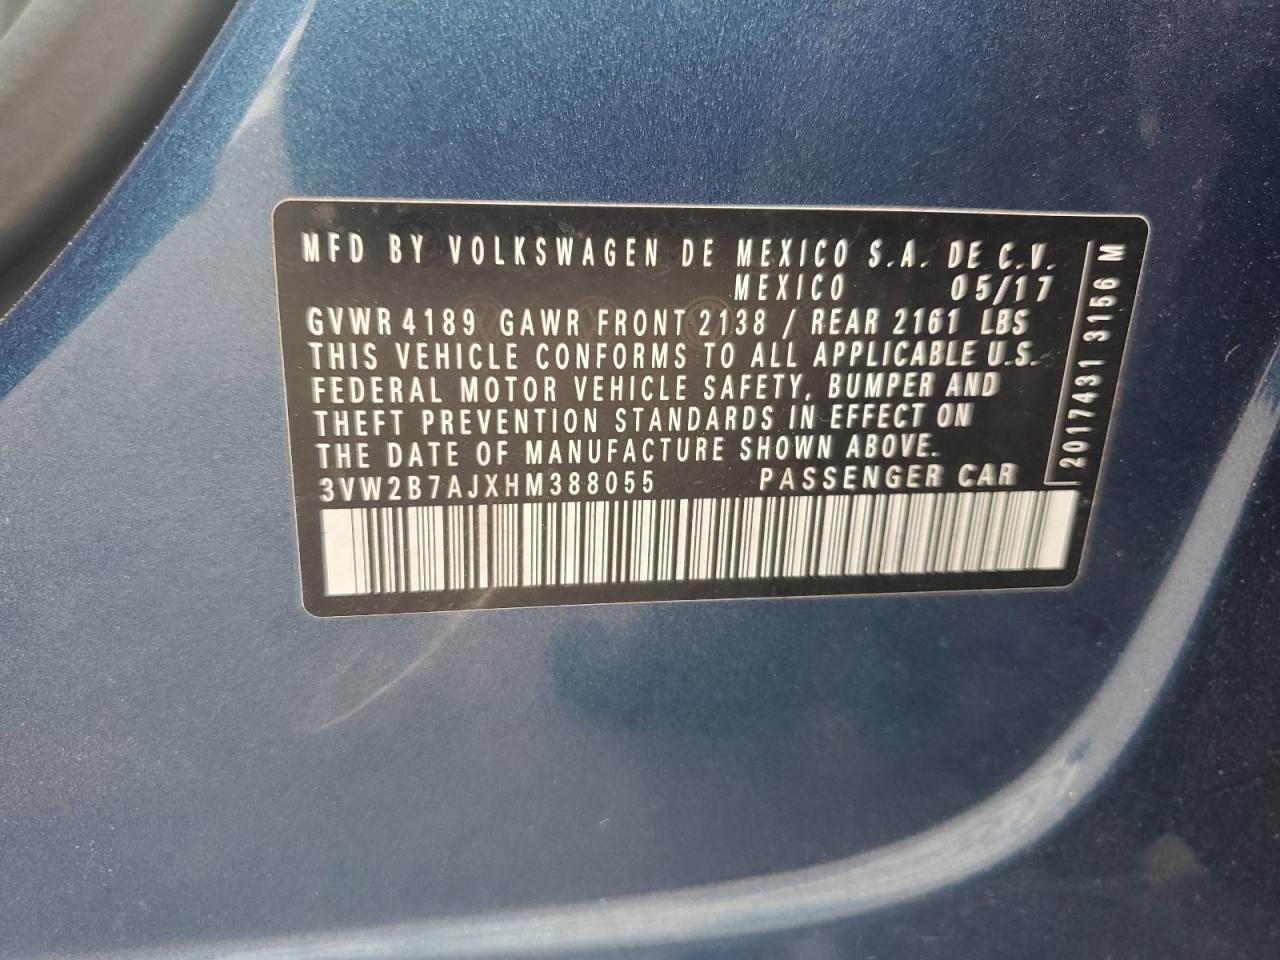 MFD BY VOLKSWAGEN DE MEXICO S.A. DE C.V.
MEXICO 05/17
GVWR 4189 GAWR FRONT 2138 / REAR 2161 LBS
THIS VEHICLE CONFORMS TO ALL APPLICABLE U.S.
FEDERAL MOTOR VEHICLE SAFETY, BUMPER AND
THEFT PREVENTION STANDARDS IN EFFECT ON
THE DATE OF MANUFACTURE SHOWN ABOVE.
3VW2B7AJXHM388055 PASSENGER CAR
2017431 3156 M